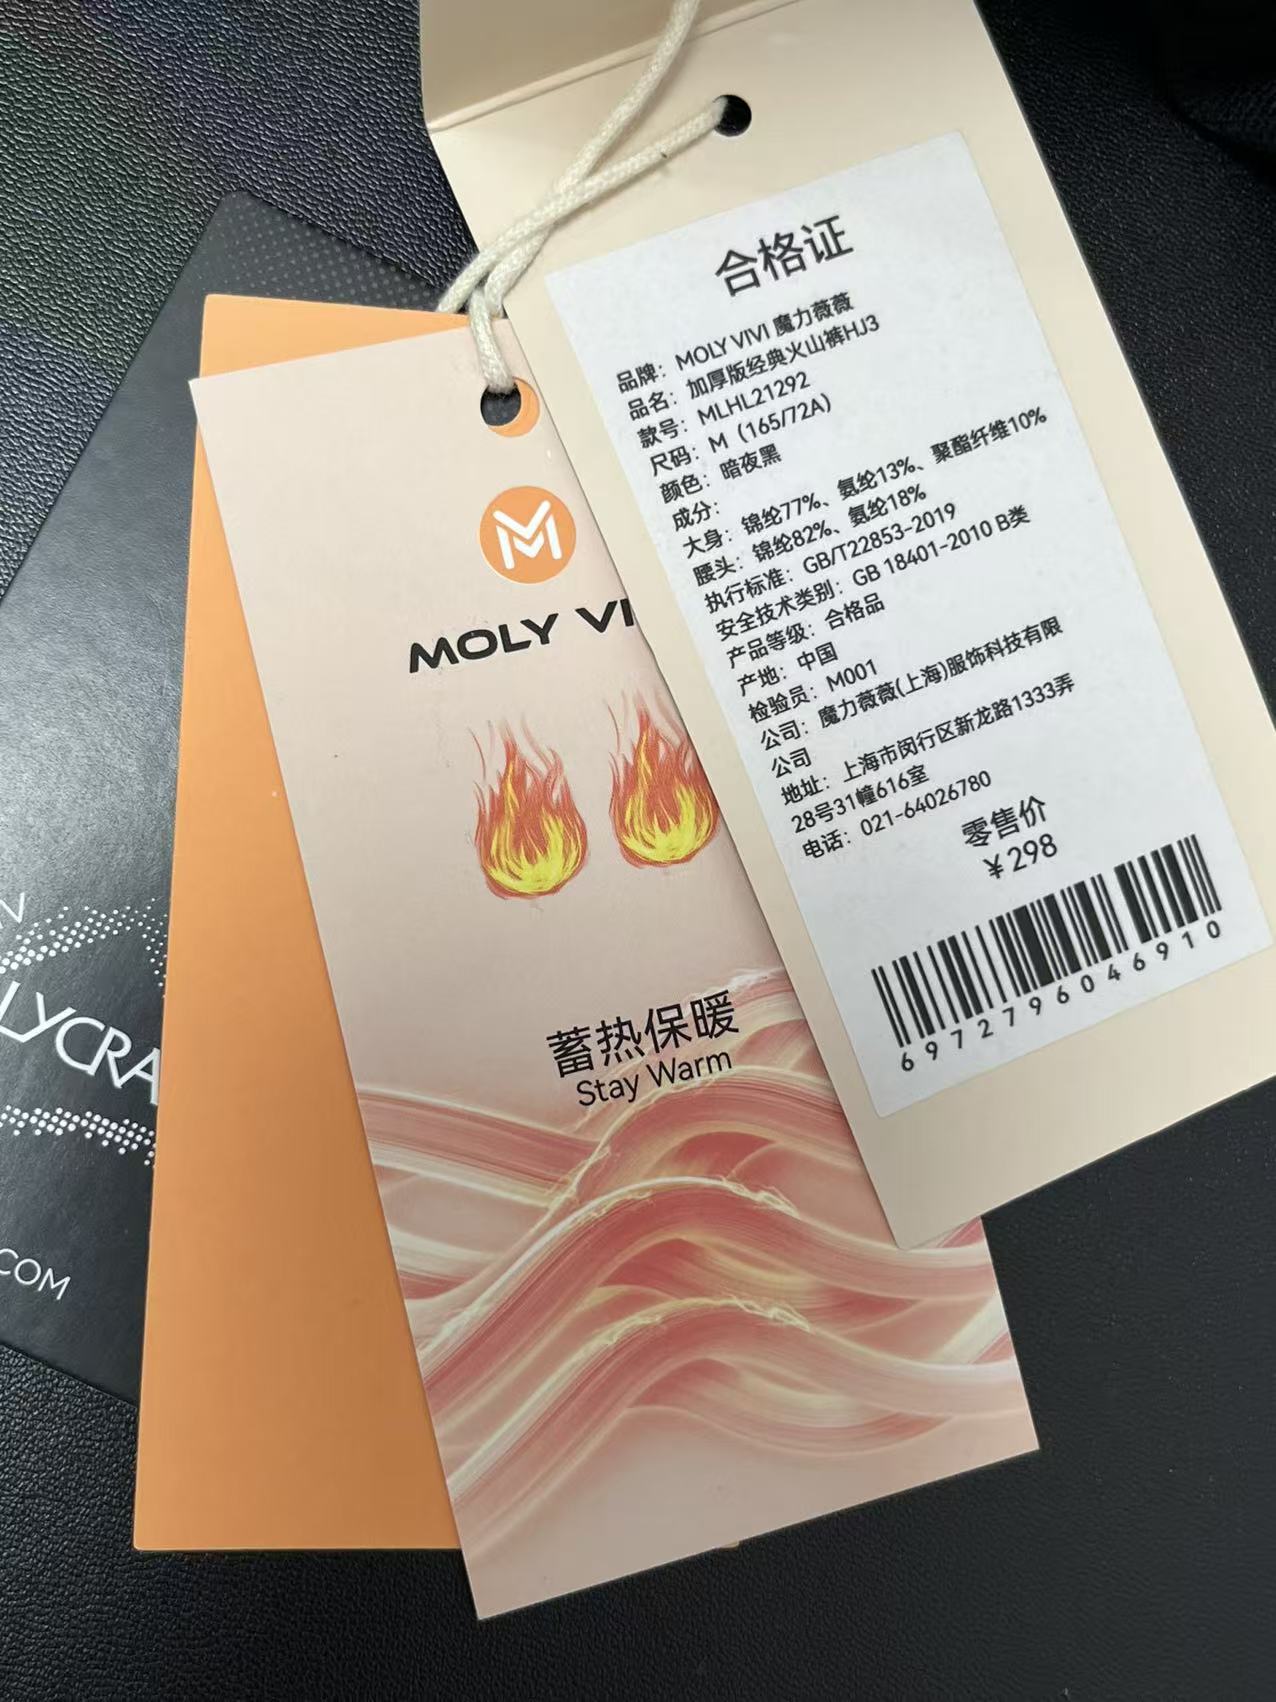 合格证
品牌：MOLY VIVI 魔力薇薇
品名：加厚版经典火山裤HJ3
款号：MLHL21292
尺码：M（165/72A）
颜色：暗夜黑
成分：
大身：锦纶77%、氨纶13%、聚酯纤维10%
腰头：锦纶82%、氨纶18%
执行标准：GB/T22853-2019
安全技术类别：GB 18401-2010 B类
产品等级：合格品
产地：中国
检验员：M001
公司：魔力薇薇(上海)服饰科技有限
公司
地址：上海市闵行区新龙路1333弄
28号31幢616室
电话：021-64026780
零售价
¥298
6972796046910
MOLY VI
蓄热保暖
Stay Warm
N
LYCRA
COM